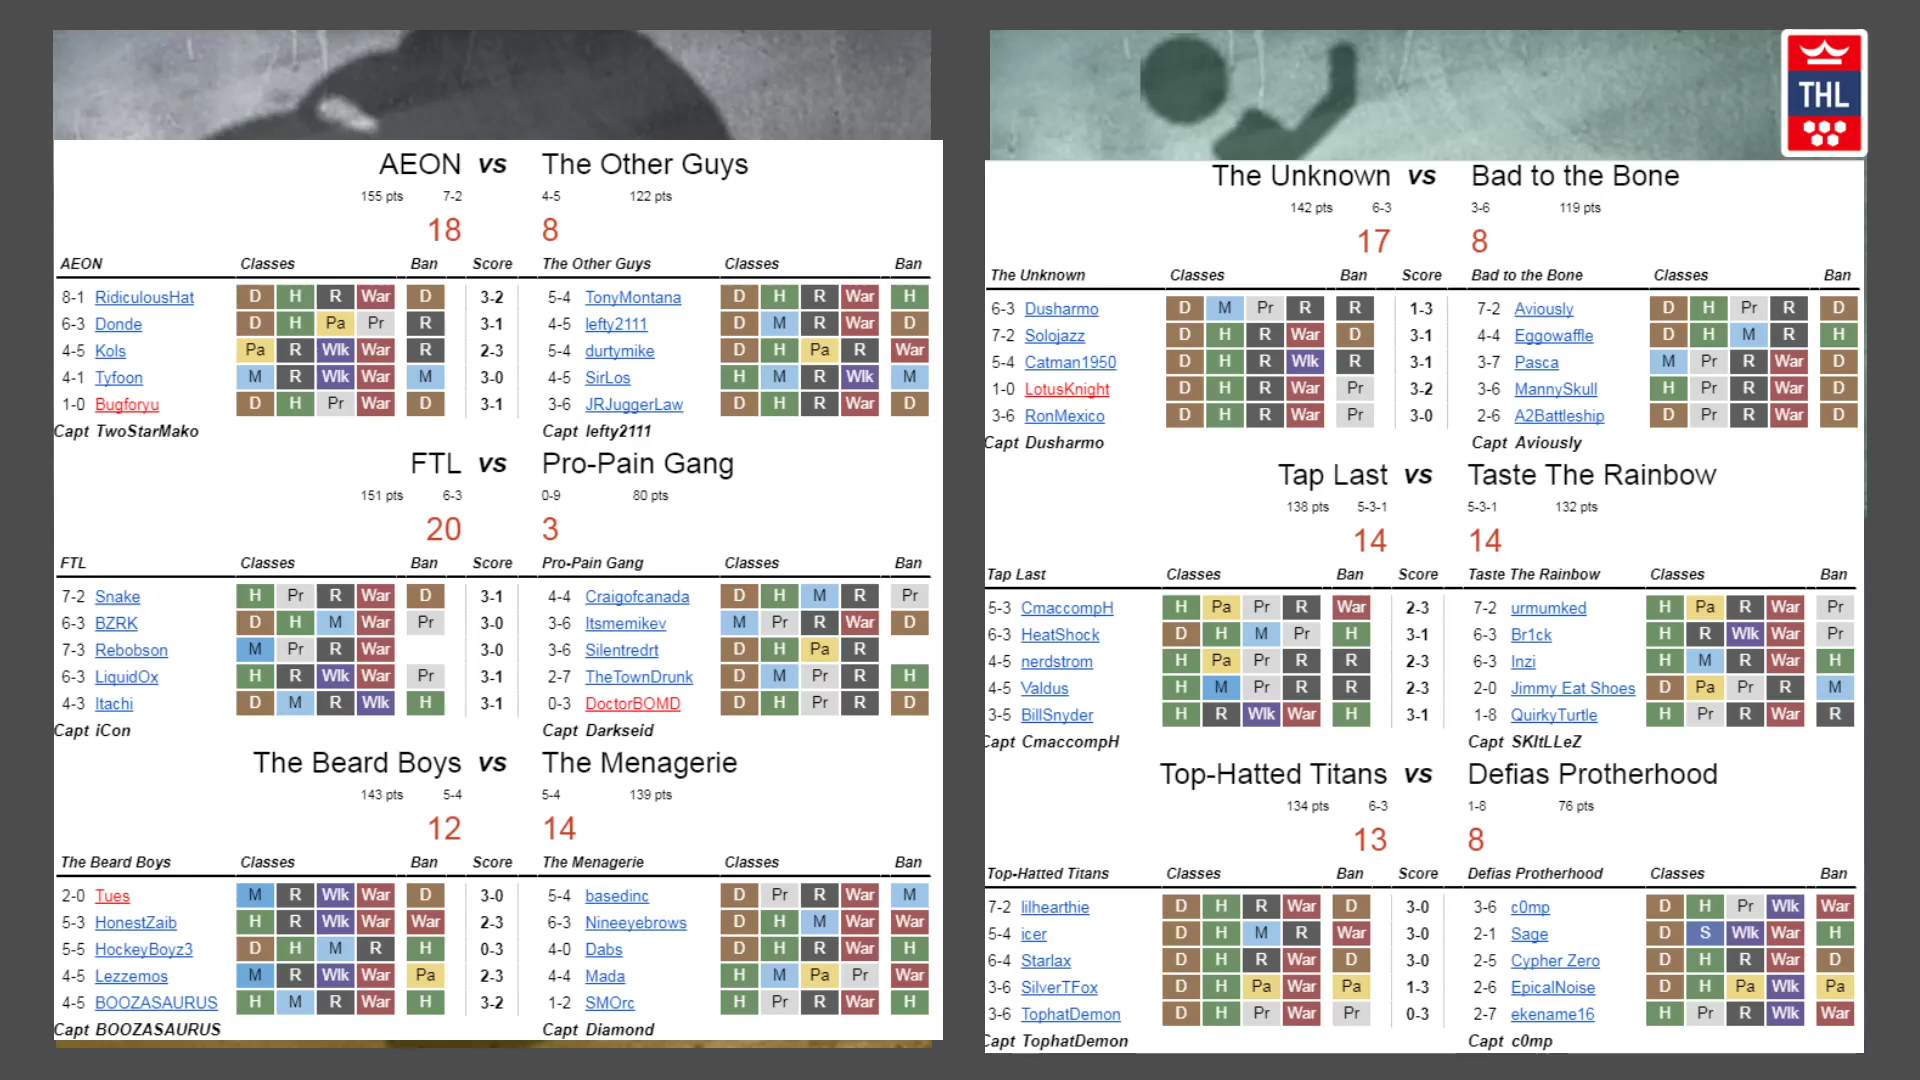 THL
AEON vs The Other Guys
155 pts 7-2 4-5 122 pts
18 8
AEON Classes Ban Score The Other Guys Classes Ban
8-1 RidiculousHat D H R War D 3-2 5-4 TonyMontana D H R War H
6-3 Donde D H Pa Pr R 3-1 4-5 lefty2111 D M R War D
4-5 Kols Pa R Wlk War R 2-3 5-4 durtymike D H Pa R War
4-1 Tyfoon M R Wlk War M 3-0 4-5 SirLos H M R Wlk M
1-0 Bugforyu D H Pr War D 3-1 3-6 JRJuggerLaw D H R War D
Capt TwoStarMako Capt lefty2111
FTL vs Pro-Pain Gang
151 pts 6-3 0-9 80 pts
20 3
FTL Classes Ban Score Pro-Pain Gang Classes Ban
7-2 Snake H Pr R War D 3-1 4-4 Craigofcanada D H M R Pr
6-3 BZRK D H M War Pr 3-0 3-6 Itsmemikev M Pr R War D
7-3 Rebobson M Pr R War 3-0 3-6 Silentredrt D H Pa R
6-3 LiquidOx H R Wlk War Pr 3-1 2-7 TheTownDrunk D M Pr R H
4-3 Itachi D M R Wlk H 3-1 0-3 DoctorBOMD D H Pr R D
Capt iCon Capt Darkseid
The Beard Boys vs The Menagerie
143 pts 5-4 5-4 139 pts
12 14
The Beard Boys Classes Ban Score The Menagerie Classes Ban
2-0 Tues M R Wlk War D 3-0 5-4 basedinc D Pr R War M
5-3 HonestZaib H R Wlk War War 2-3 6-3 Nineeyebrows D H M War War
5-5 HockeyBoyz3 D H M R H 0-3 4-0 Dabs D H R War H
4-5 Lezzemos M R Wlk War Pa 2-3 4-4 Mada H M Pa Pr War
4-5 BOOZASAURUS H M R War H 3-2 1-2 SMOrc H Pr R War H
Capt BOOZASAURUS Capt Diamond
The Unknown vs Bad to the Bone
142 pts 6-3 3-6 119 pts
17 8
The Unknown Classes Ban Score Bad to the Bone Classes Ban
6-3 Dusharmo D M Pr R R 1-3 7-2 Aviously D H Pr R D
7-2 Solojazz D H R War D 3-1 4-4 Eggowaffle D H M R H
5-4 Catman1950 D H R Wlk R 3-1 3-7 Pasca M Pr R War D
1-0 LotusKnight D H R War Pr 3-2 3-6 MannySkull H Pr R War D
3-6 RonMexico D H R War Pr 3-0 2-6 A2Battleship D Pr R War D
Capt Dusharmo Capt Aviously
Tap Last vs Taste The Rainbow
138 pts 5-3-1 5-3-1 132 pts
14 14
Tap Last Classes Ban Score Taste The Rainbow Classes Ban
5-3 CmaccompH H Pa Pr R War 2-3 7-2 urmumked H Pa R War Pr
6-3 HeatShock D H M Pr H 3-1 6-3 Br1ck H R Wlk War Pr
4-5 nerdstrom H Pa Pr R R 2-3 6-3 Inzi H M R War H
4-5 Valdus H M Pr R R 2-3 2-0 Jimmy Eat Shoes D Pa Pr R M
3-5 BillSnyder H R Wlk War H 3-1 1-8 QuirkyTurtle H Pr R War R
Capt CmaccompH Capt SKItLLeZ
Top-Hatted Titans vs Defias Protherhood
134 pts 6-3 1-8 76 pts
13 8
Top-Hatted Titans Classes Ban Score Defias Protherhood Classes Ban
7-2 lilhearthie D H R War D 3-0 3-6 c0mp D H Pr Wlk War
5-4 icer D H M R War 3-0 2-1 Sage D S Wlk War H
6-4 Starlax D H R War D 3-0 2-5 Cypher Zero D H R War D
3-6 SilverTFox D H Pa War Pa 1-3 2-6 EpicalNoise D H Pa Wlk Pa
3-6 TophatDemon D H Pr War Pr 0-3 2-7 ekename16 H Pr R Wlk War
Capt TophatDemon Capt c0mp